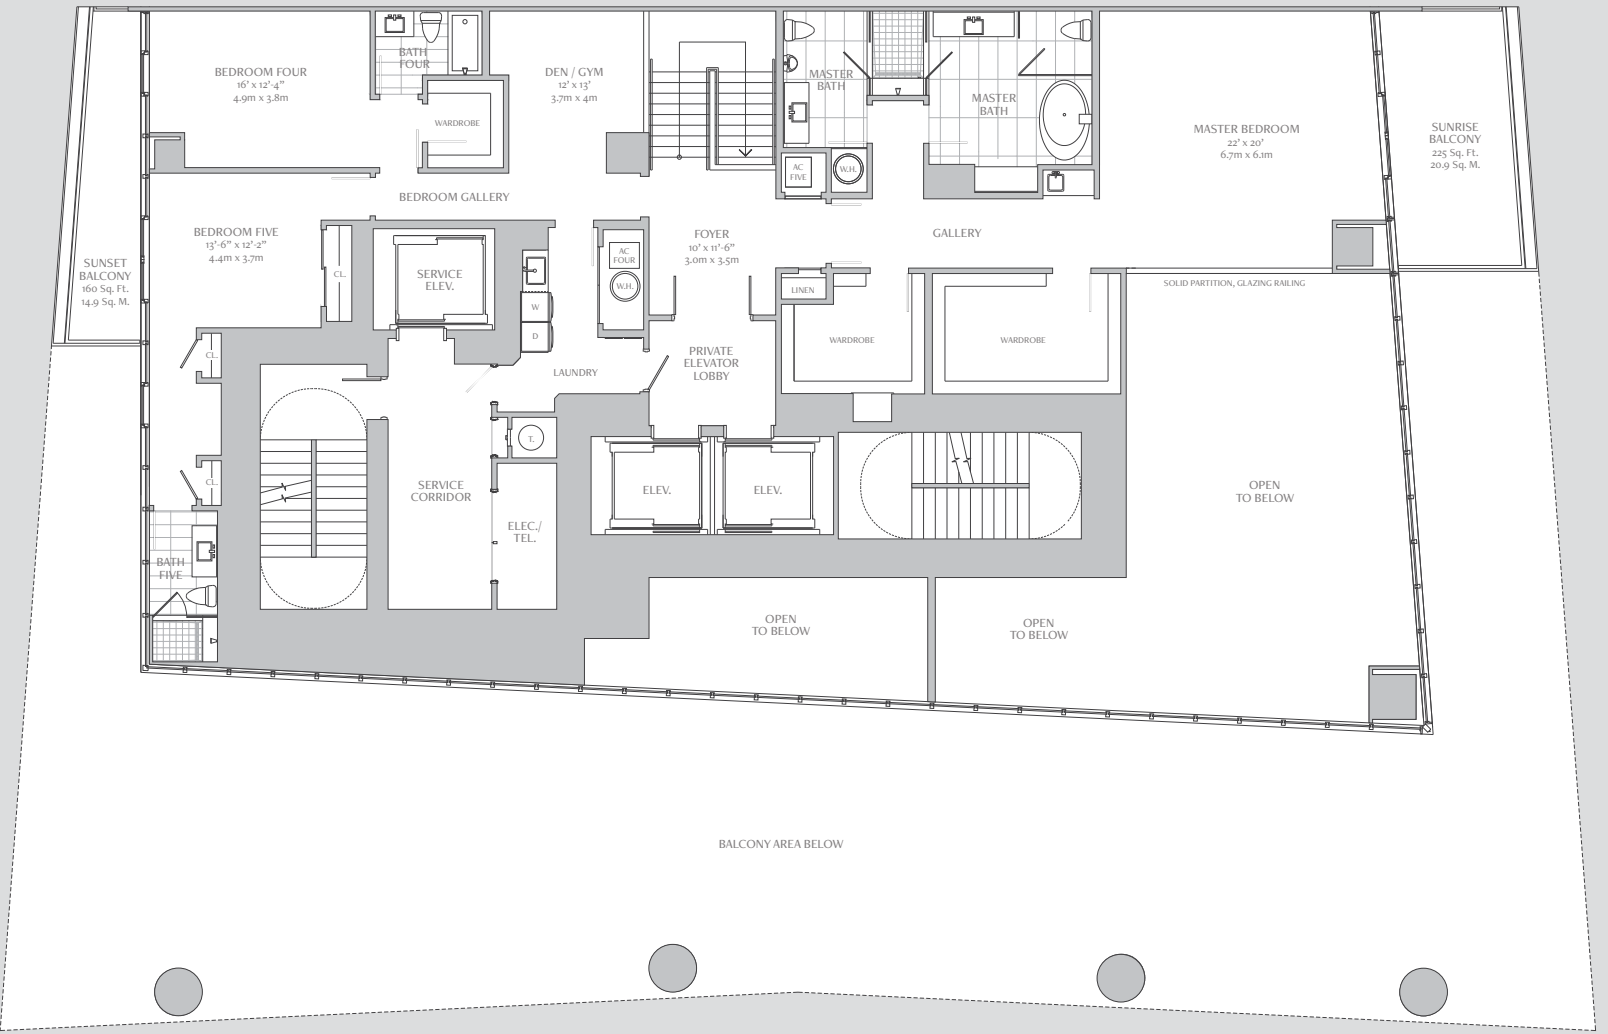 BEDROOM FOUR
16' x 12'-4"
4.9m x 3.8m
BATH
FOUR
WARDROBE
DEN / GYM
12' x 13'
3.7m x 4m
MASTER
BATH
MASTER
BATH
AC
FIVE
W.H.
MASTER BEDROOM
22' x 20'
6.7m x 6.1m
SUNRISE
BALCONY
225 Sq. Ft.
20.9 Sq. M.
BEDROOM GALLERY
BEDROOM FIVE
13'-6" x 12'-2"
4.4m x 3.7m
SUNSET
BALCONY
160 Sq. Ft.
14.9 Sq. M.
CL.
SERVICE
ELEV.
W
D
AC
FOUR
W.H.
FOYER
10' x 11'-6"
3.0m x 3.5m
GALLERY
LINEN
SOLID PARTITION, GLAZING RAILING
WARDROBE
WARDROBE
CL.
LAUNDRY
PRIVATE
ELEVATOR
LOBBY
T.
CL.
SERVICE
CORRIDOR
ELEV.
ELEV.
OPEN
TO BELOW
ELEC./
TEL.
BATH
FIVE
OPEN
TO BELOW
OPEN
TO BELOW
BALCONY AREA BELOW